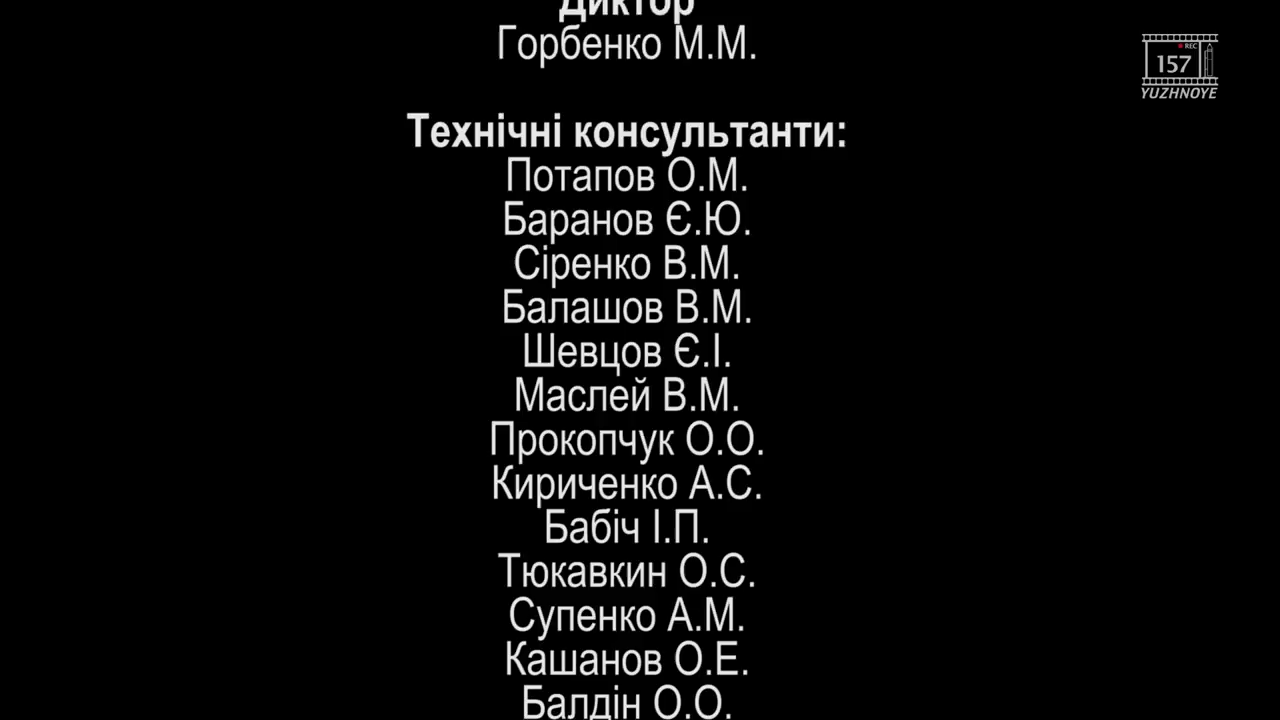 Диктор
Горбенко М.М.
REC
157
YUZHNOYE
Технічні консультанти:
Потапов О.М.
Баранов Є.Ю.
Сіренко В.М.
Балашов В.М.
Шевцов Є.І.
Маслей В.М.
Прокопчук О.О.
Кириченко А.С.
Бабіч І.П.
Тюкавкин О.С.
Супенко А.М.
Кашанов О.Е.
Балдін О.О.